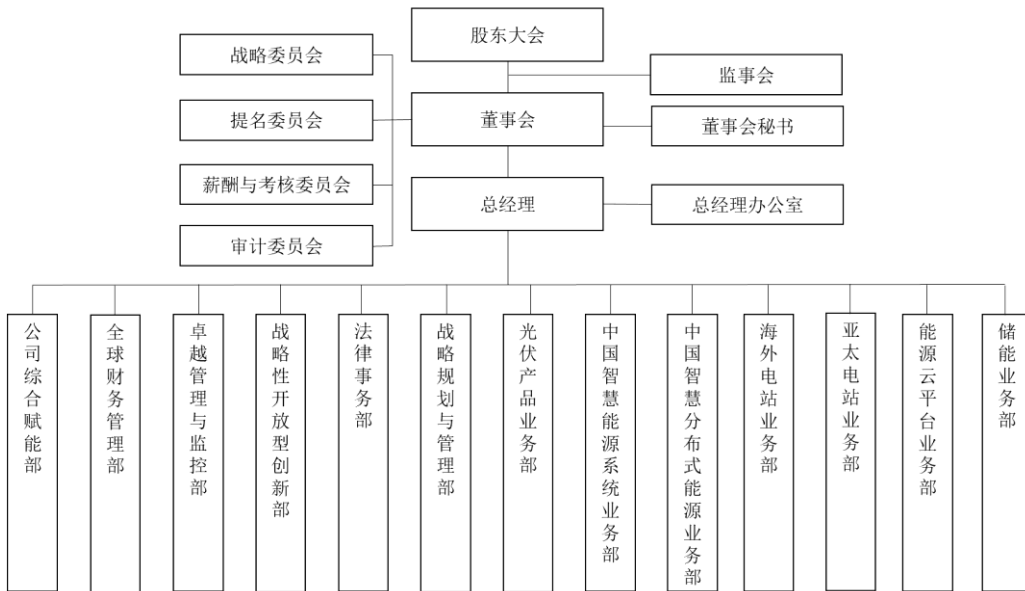 股东大会
战略委员会
监事会
提名委员会
董事会
董事会秘书
薪酬与考核委员会
总经理
总经理办公室
审计委员会
公司综合赋能部
全球财务管理部
卓越管理与监控部
战略性开放型创新部
法律事务部
战略规划与管理部
光伏产品业务部
中国智慧能源系统业务部
中国智慧分布式能源业务部
海外电站业务部
亚太电站业务部
能源云平台业务部
储能业务部